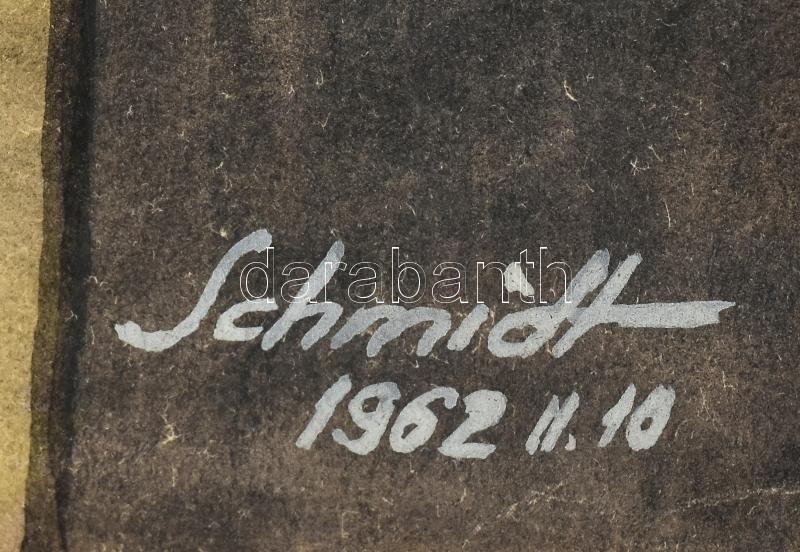 Schmidt
darabanth
1962 II. 10